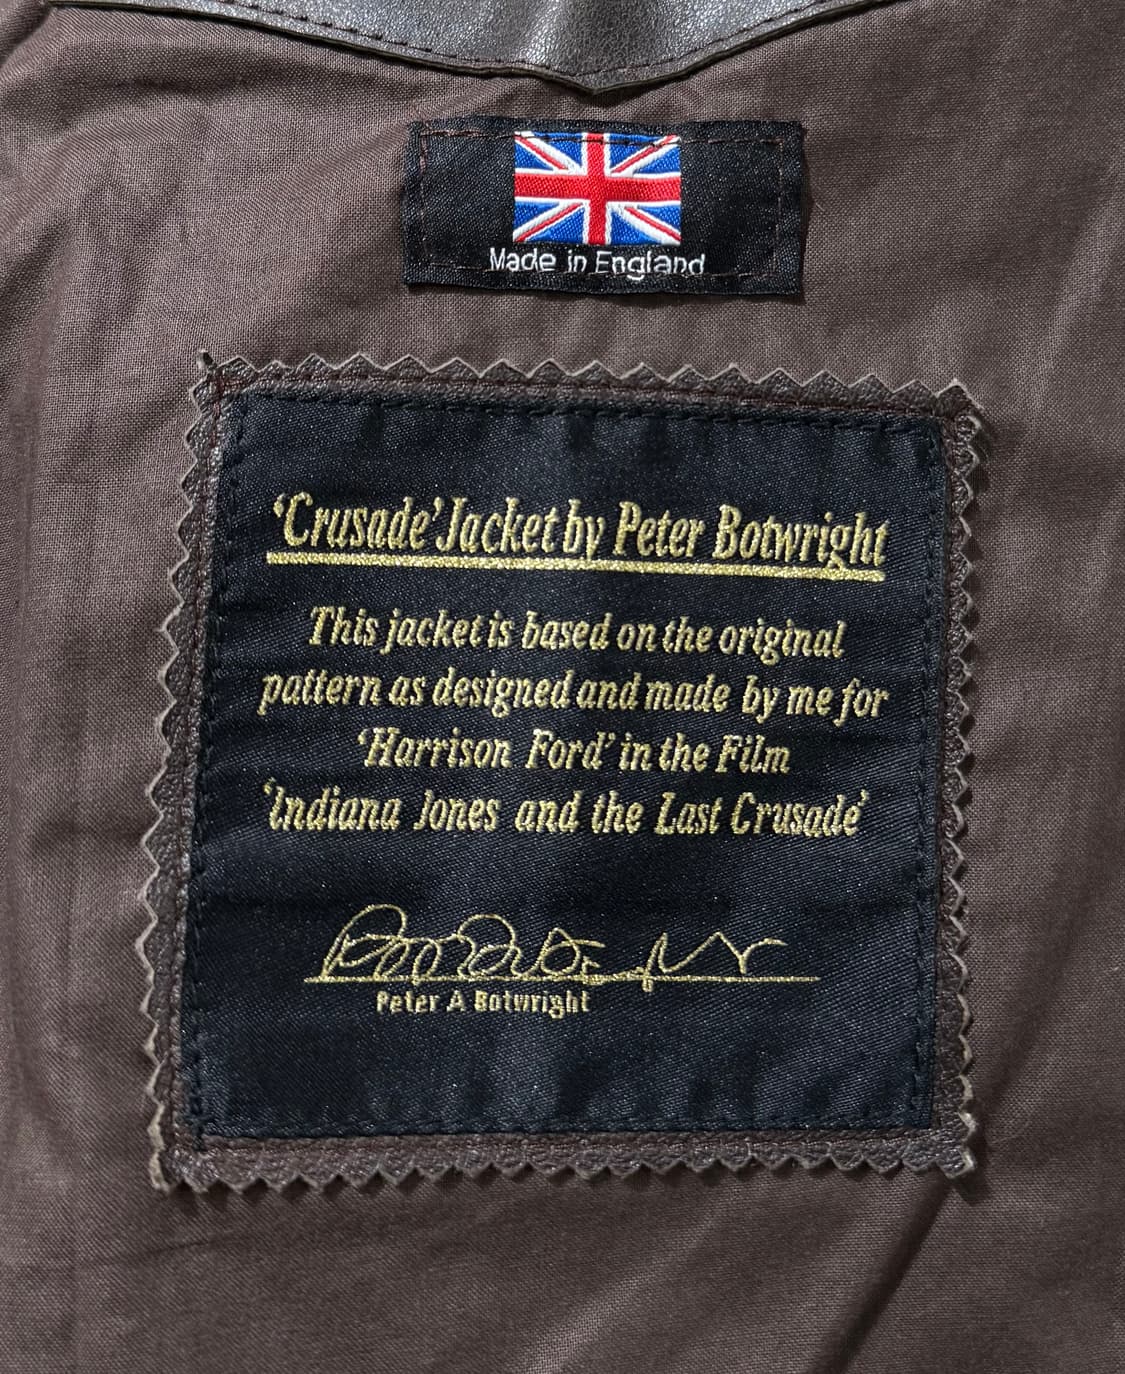 Made in England
‘Crusade’ Jacket by Peter Botwright
This jacket is based on the original
pattern as designed and made by me for
‘Harrison Ford’ in the Film
‘Indiana Jones and the Last Crusade’
Peter A Botwright